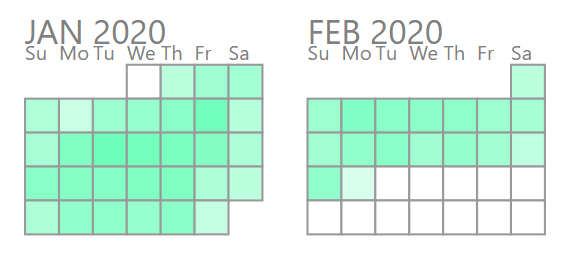 JAN 2020
Su Mo Tu We Th Fr Sa
FEB 2020
Su Mo Tu We Th Fr Sa